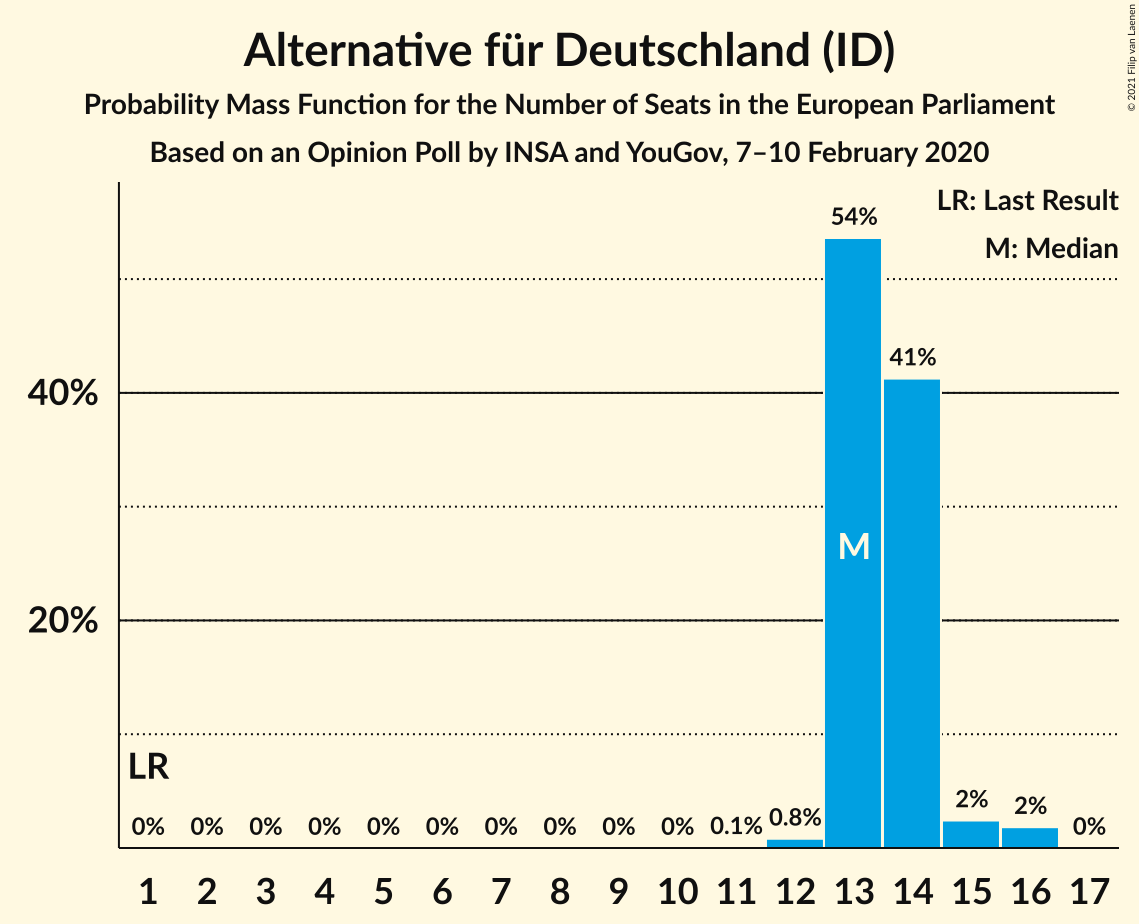 Alternative für Deutschland (ID)
Probability Mass Function for the Number of Seats in the European Parliament
Based on an Opinion Poll by INSA and YouGov, 7–10 February 2020
© 2021 Filip van Laenen
LR: Last Result
M: Median
54%
41%
40%
M
20%
LR
0% 0% 0% 0% 0% 0% 0% 0% 0% 0% 0.1% 0.8% 2% 2% 0%
1 2 3 4 5 6 7 8 9 10 11 12 13 14 15 16 17